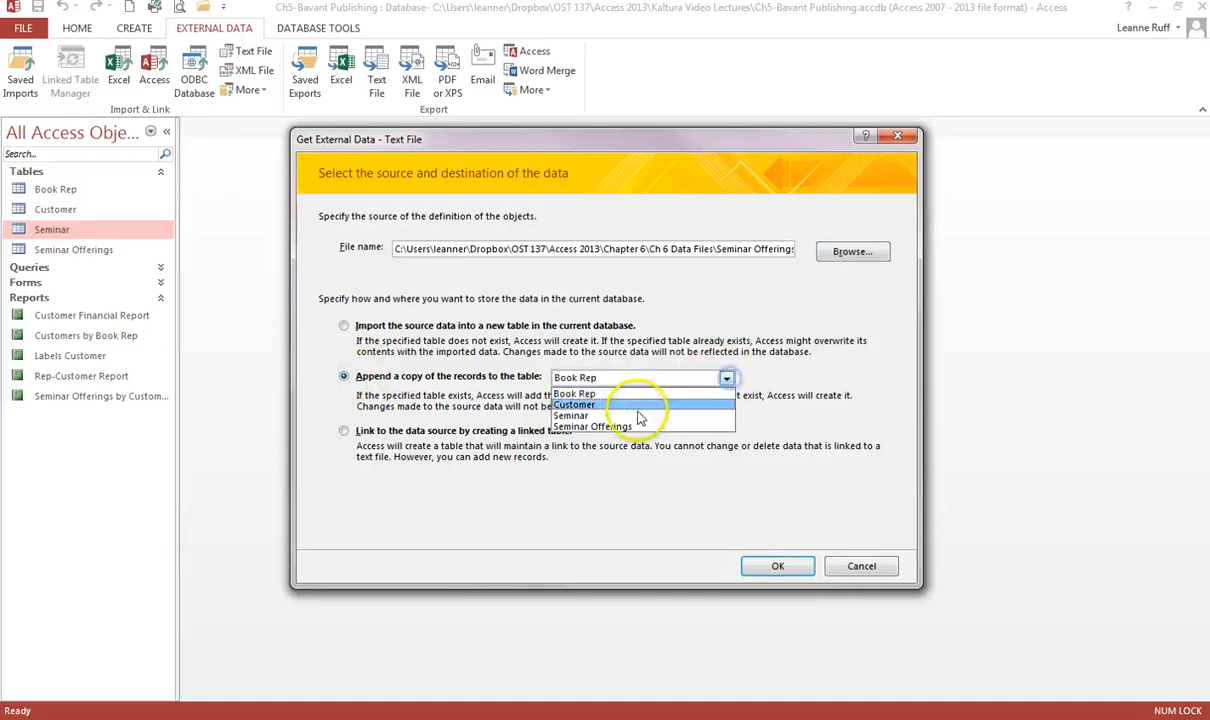 Ch5-Bavant Publishing : Database- C:\Users\leanner\Dropbox\OST 137\Access 2013\Kaltura Video Lectures\Ch5-Bavant Publishing.accdb (Access 2007 - 2013 file format) - Access
FILE HOME CREATE EXTERNAL DATA DATABASE TOOLS Leanne Ruff
Saved Imports
Linked Table Manager
Excel
Access
ODBC Database
Text File
XML File
More
Import & Link
Saved Exports
Excel
Text File
XML File
PDF or XPS
Email
Access
Word Merge
More
Export
All Access Obje...
Search...
Tables
Book Rep
Customer
Seminar
Seminar Offerings
Queries
Forms
Reports
Customer Financial Report
Customers by Book Rep
Labels Customer
Rep-Customer Report
Seminar Offerings by Custom...
Get External Data - Text File
Select the source and destination of the data
Specify the source of the definition of the objects.
File name: C:\Users\leanner\Dropbox\OST 137\Access 2013\Chapter 6\Ch 6 Data Files\Seminar Offerings Browse...
Specify how and where you want to store the data in the current database.
Import the source data into a new table in the current database.
If the specified table does not exist, Access will create it. If the specified table already exists, Access might overwrite its
contents with the imported data. Changes made to the source data will not be reflected in the database.
Append a copy of the records to the table: Book Rep
Book Rep
Customer
Seminar
Seminar Offerings
If the specified table exists, Access will add th t exist, Access will create it.
Changes made to the source data will not be
Link to the data source by creating a linked
Access will create a table that will maintain a link to the source data. You cannot change or delete data that is linked to a
text file. However, you can add new records.
OK Cancel
Ready NUM LOCK